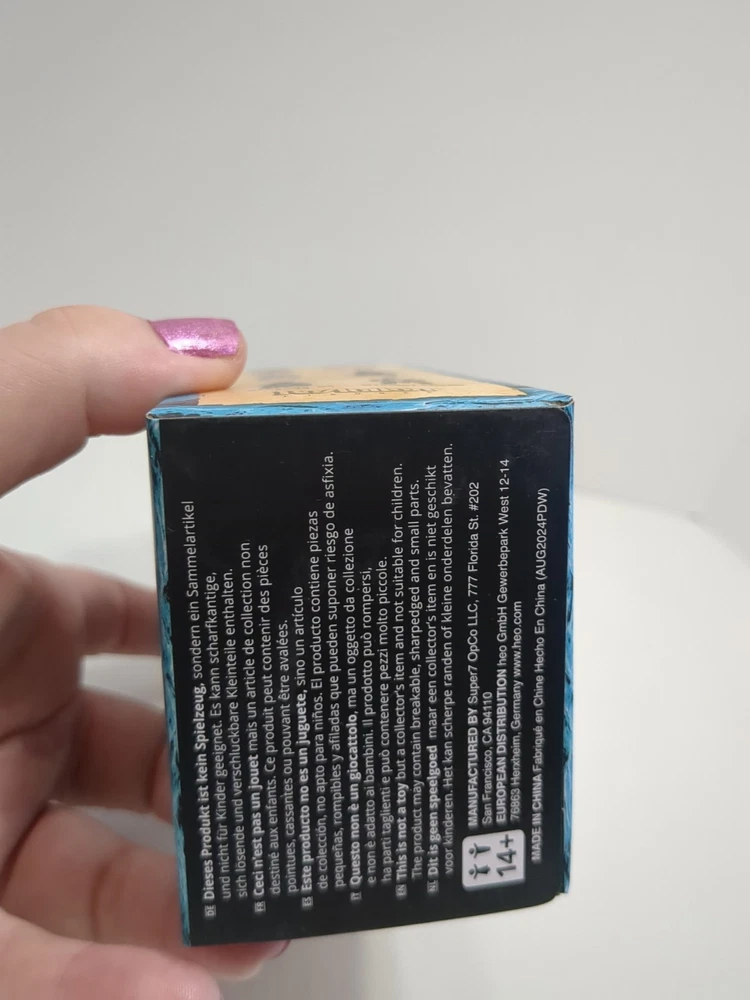 DE Dieses Produkt ist kein Spielzeug, sondern ein Sammelartikel
und nicht für Kinder geeignet. Es kann scharfkantige,
sich lösende und verschluckbare Kleinteile enthalten.
FR Ceci n'est pas un jouet mais un article de collection non
destiné aux enfants. Ce produit peut contenir des pièces
pointues, cassantes ou pouvant être avalées.
ES Este producto no es un juguete, sino un artículo
de colección, no apto para niños. El producto contiene piezas
pequeñas, rompibles y afiladas que pueden suponer riesgo de asfixia.
IT Questo non è un giocattolo, ma un oggetto da collezione
e non è adatto ai bambini. Il prodotto può rompersi,
ha parti taglienti e può contenere pezzi molto piccole.
EN This is not a toy but a collector's item and not suitable for children.
The product may contain breakable, sharpedged and small parts.
NL Dit is geen speelgoed maar een collector's item en is niet geschikt
voor kinderen. Het kan scherpe randen of kleine onderdelen bevatten.
14+
MANUFACTURED BY Super7 OpCo LLC, 777 Florida St. #202
San Francisco, CA 94110
EUROPEAN DISTRIBUTION heo GmbH Gewerbepark West 12-14
76863 Herxheim, Germany www.heo.com
MADE IN CHINA Fabriqué en Chine Hecho En China (AUG2024PDW)